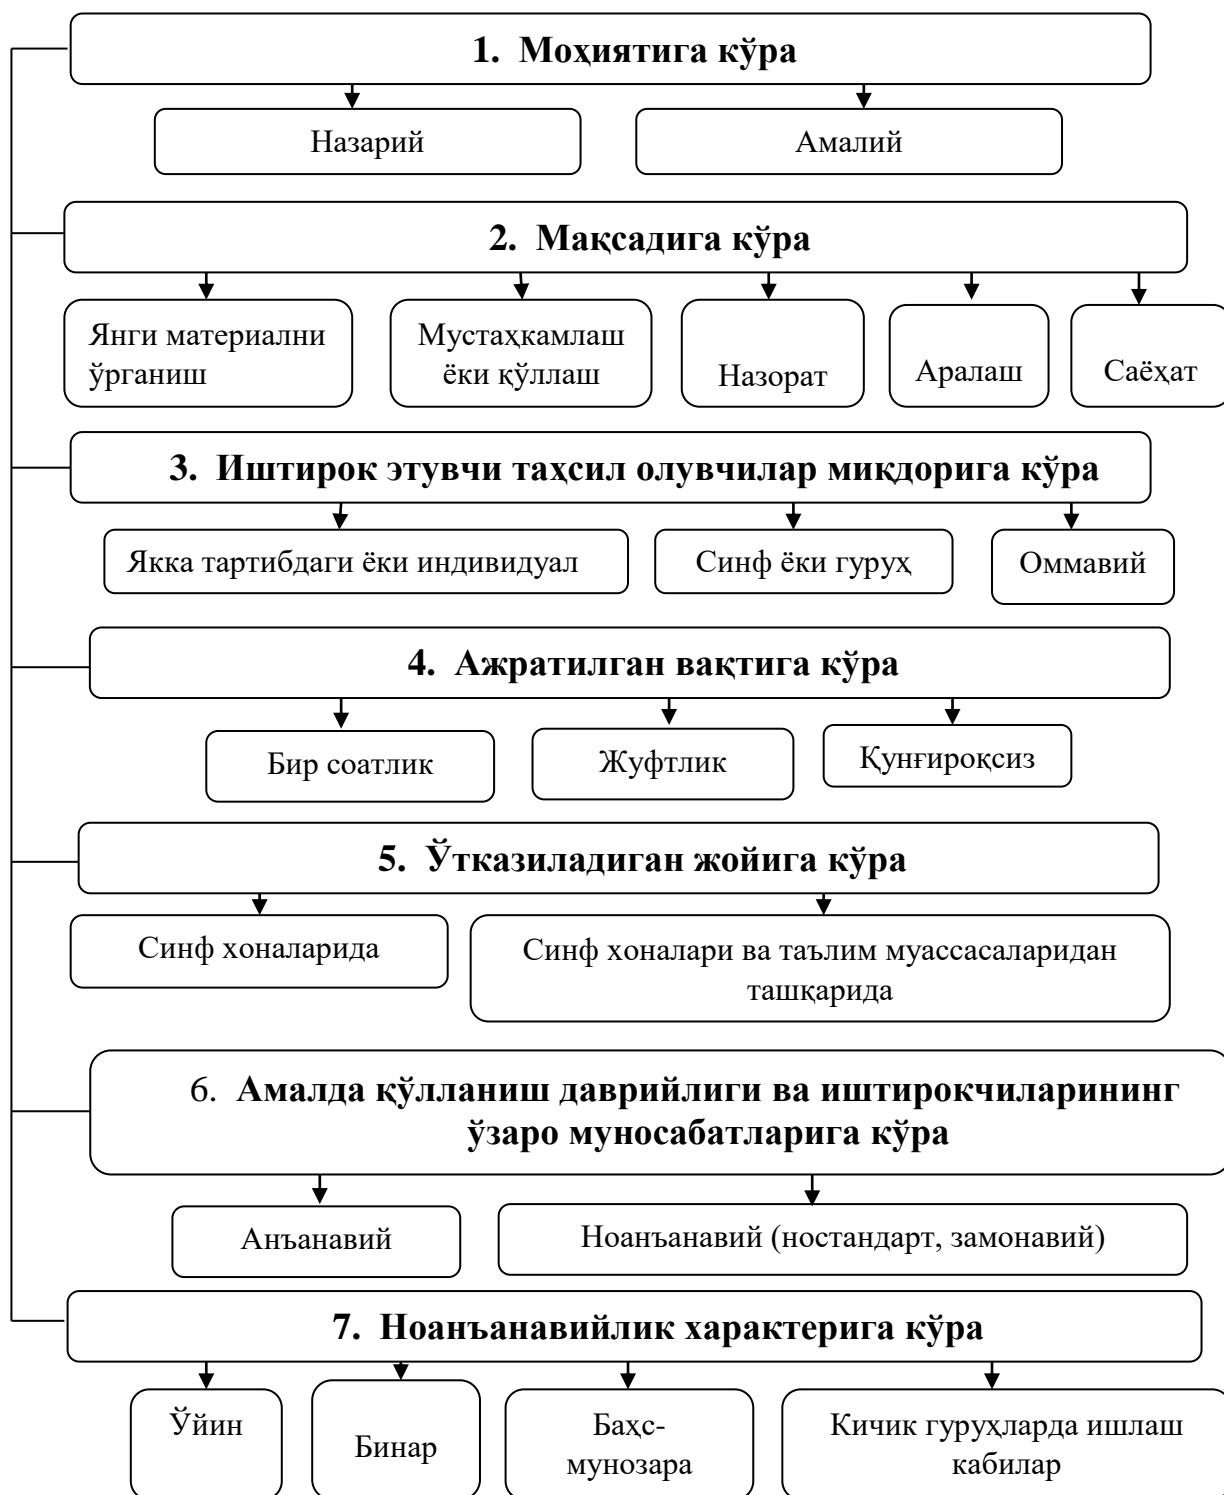 1. Моҳиятига кўра
Назарий
Амалий
2. Мақсадига кўра
Янги материални
ўрганиш
Мустаҳкамлаш
ёки қўллаш
Назорат
Аралаш
Саёҳат
3. Иштирок этувчи таҳсил олувчилар миқдорига кўра
Якка тартибдаги ёки индивидуал
Синф ёки гуруҳ
Оммавий
4. Ажратилган вақтига кўра
Бир соатлик
Жуфтлик
Қунғироқсиз
5. Ўтказиладиган жойига кўра
Синф хоналарида
Синф хоналари ва таълим муассасаларидан
ташқарида
6. Амалда қўлланиш даврийлиги ва иштирокчиларининг
ўзаро муносабатларига кўра
Анъанавий
Ноанъанавий (ностандарт, замонавий)
7. Ноанъанавийлик характерига кўра
Ўйин
Бинар
Баҳс-
мунозара
Кичик гуруҳларда ишлаш
кабилар